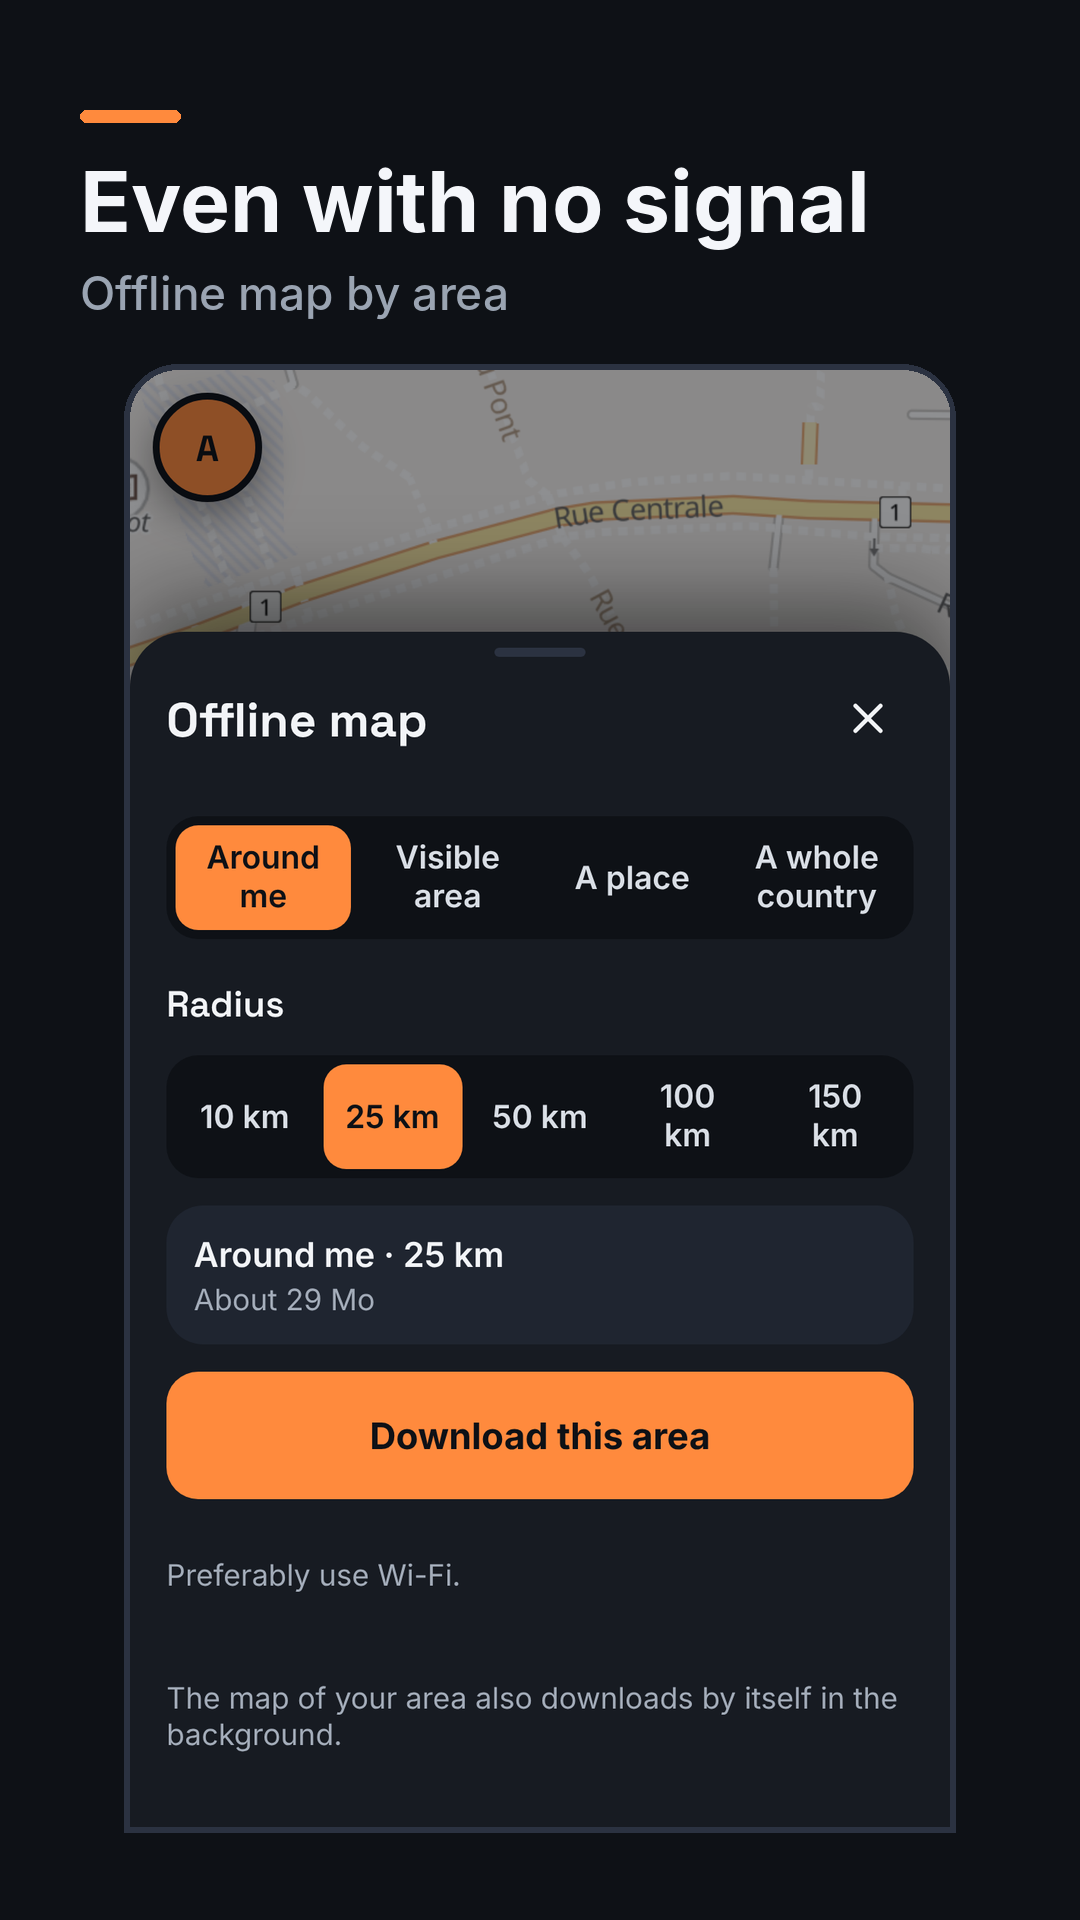 Even with no signal
Offline map by area
A
Pont
Rue Centrale
1
ot
1
Rue
R
Offline map
Around
me
Visible
area
A place
A whole
country
Radius
10 km
25 km
50 km
100
km
150
km
Around me · 25 km
About 29 Mo
Download this area
Preferably use Wi-Fi.
The map of your area also downloads by itself in the
background.